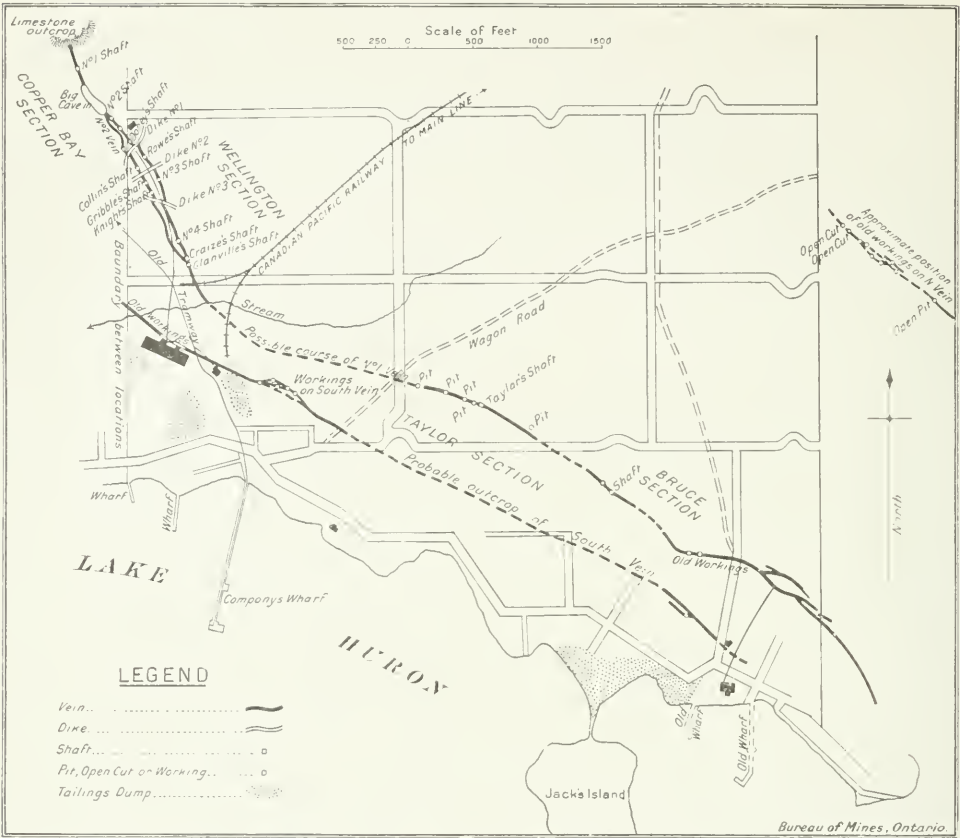 Limestone
outcrop
Scale of Feet
500 250 0 500 1000 1500
Nº1 Shaft
Big
Cave in
Nº2 Shaft
Nº2 Vein
COPPER BAY
SECTION
Dike Nº1
Rowe's Shaft
Dike Nº2
Nº3 Shaft
Dike Nº3
Collin's Shaft
Gribble's Shaft
Knight's Shaft
WELLINGTON
SECTION
Nº4 Shaft
Craize's Shaft
Glanville's Shaft
CANADIAN PACIFIC RAILWAY
TO MAIN LINE
Approximate position
of old workings on N Vein
Open Cut
Open Cut
Open Pit
Boundary between locations
Old Tramway
Old Workings
Stream
Possible course of Nº1 Vein
Wagon Road
Workings
on South Vein
Pit
Pit
Pit
Pit
Taylor's Shaft
Pit
TAYLOR SECTION
Probable outcrop of South Vein
Shaft
BRUCE
SECTION
Old Workings
North
Wharf
Wharf
Companys Wharf
LAKE
HURON
Old
Wharf
Old Wharf
Jack's Island
LEGEND
Vein
Dike
Shaft
Pit, Open Cut or Working
Tailings Dump
Bureau of Mines, Ontario.